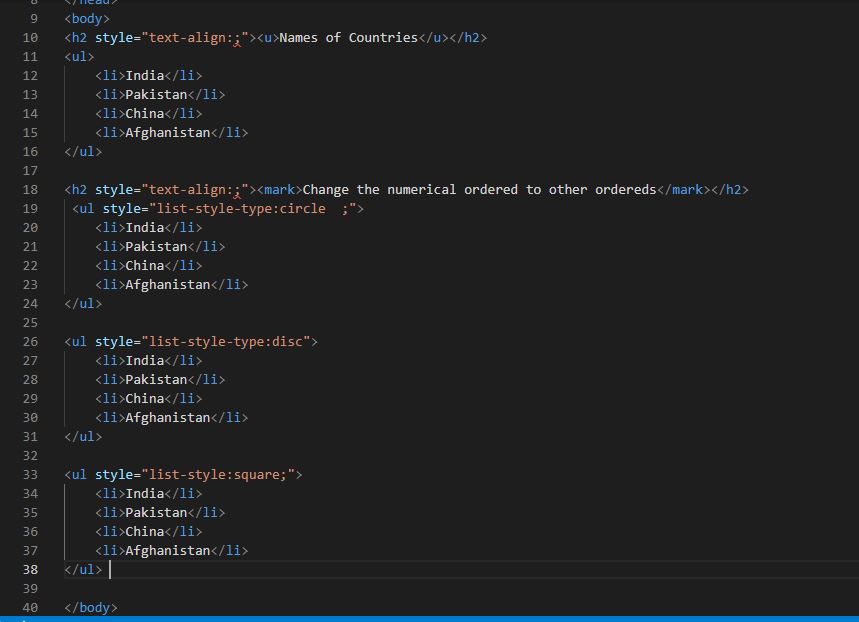 8 </head>
9 <body>
10 <h2 style="text-align:;"><u>Names of Countries</u></h2>
11 <ul>
12     <li>India</li>
13     <li>Pakistan</li>
14     <li>China</li>
15     <li>Afghanistan</li>
16 </ul>
17
18 <h2 style="text-align:;"><mark>Change the numerical ordered to other ordereds</mark></h2>
19  <ul style="list-style-type:circle  ;">
20     <li>India</li>
21     <li>Pakistan</li>
22     <li>China</li>
23     <li>Afghanistan</li>
24 </ul>
25
26 <ul style="list-style-type:disc">
27     <li>India</li>
28     <li>Pakistan</li>
29     <li>China</li>
30     <li>Afghanistan</li>
31 </ul>
32
33 <ul style="list-style:square;">
34     <li>India</li>
35     <li>Pakistan</li>
36     <li>China</li>
37     <li>Afghanistan</li>
38 </ul>
39
40 </body>